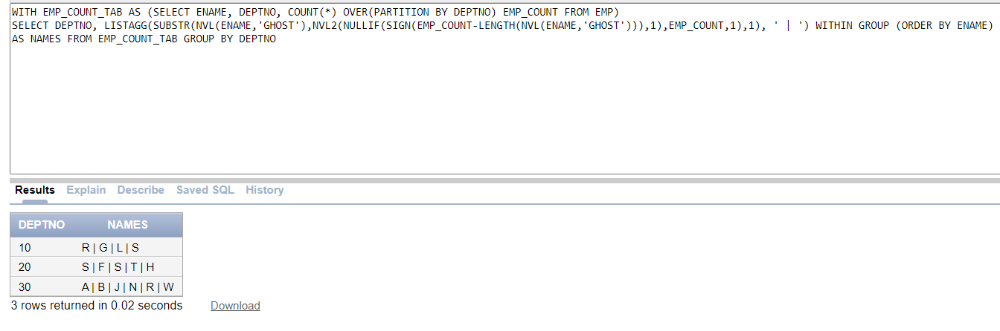 WITH EMP_COUNT_TAB AS (SELECT ENAME, DEPTNO, COUNT(*) OVER(PARTITION BY DEPTNO) EMP_COUNT FROM EMP)
SELECT DEPTNO, LISTAGG(SUBSTR(NVL(ENAME,'GHOST'),NVL2(NULLIF(SIGN(EMP_COUNT-LENGTH(NVL(ENAME,'GHOST'))),1),EMP_COUNT,1),1), ' | ') WITHIN GROUP (ORDER BY ENAME)
AS NAMES FROM EMP_COUNT_TAB GROUP BY DEPTNO
Results Explain Describe Saved SQL History
DEPTNO NAMES
10 R | G | L | S
20 S | F | S | T | H
30 A | B | J | N | R | W
3 rows returned in 0.02 seconds Download